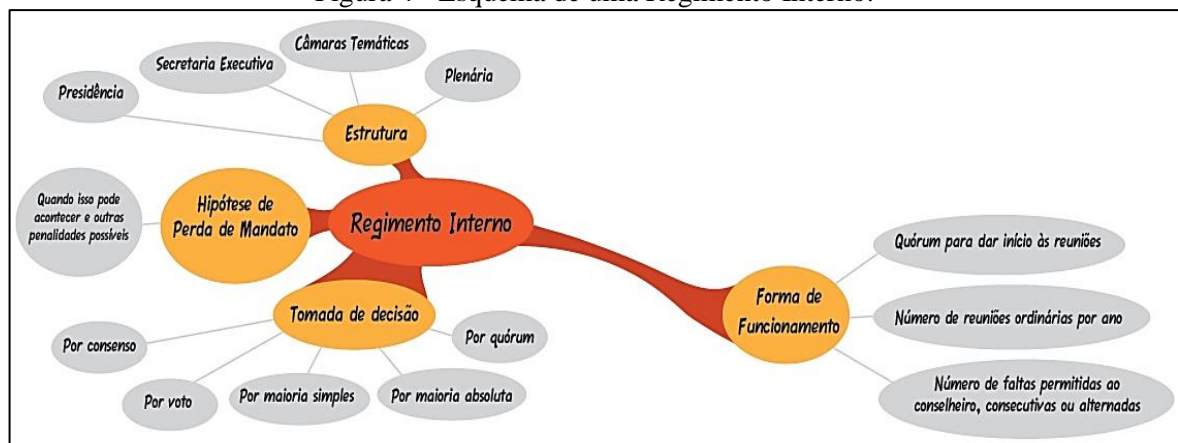 Câmaras Temáticas
Secretaria Executiva
Plenária
Presidência
Estrutura
Quando isso pode
acontecer e outras
penalidades possíveis
Hipótese de
Perda de Mandato
Regimento Interno
Tomada de decisão
Por consenso
Por voto
Por maioria simples
Por maioria absoluta
Por quórum
Forma de
Funcionamento
Quórum para dar início às reuniões
Número de reuniões ordinárias por ano
Número de faltas permitidas ao
conselheiro, consecutivas ou alternadas